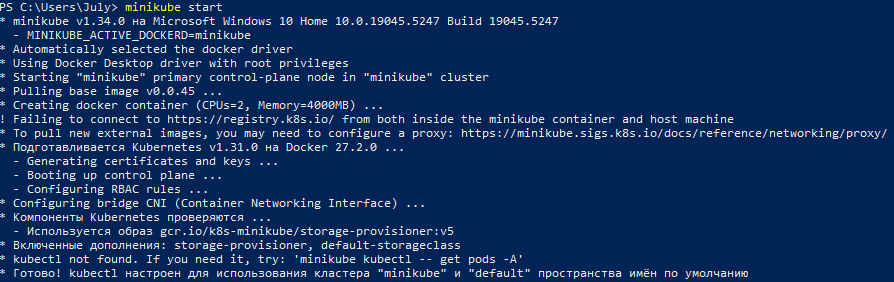 PS C:\Users\July> minikube start
* minikube v1.34.0 на Microsoft Windows 10 Home 10.0.19045.5247 Build 19045.5247
  - MINIKUBE_ACTIVE_DOCKERD=minikube
* Automatically selected the docker driver
* Using Docker Desktop driver with root privileges
* Starting "minikube" primary control-plane node in "minikube" cluster
* Pulling base image v0.0.45 ...
* Creating docker container (CPUs=2, Memory=4000MB) ...
! Failing to connect to https://registry.k8s.io/ from both inside the minikube container and host machine
* To pull new external images, you may need to configure a proxy: https://minikube.sigs.k8s.io/docs/reference/networking/proxy/
* Подготавливается Kubernetes v1.31.0 на Docker 27.2.0 ...
  - Generating certificates and keys ...
  - Booting up control plane ...
  - Configuring RBAC rules ...
* Configuring bridge CNI (Container Networking Interface) ...
* Компоненты Kubernetes проверяются ...
  - Используется образ gcr.io/k8s-minikube/storage-provisioner:v5
* Включенные дополнения: storage-provisioner, default-storageclass
* kubectl not found. If you need it, try: 'minikube kubectl -- get pods -A'
* Готово! kubectl настроен для использования кластера "minikube" и "default" пространства имён по умолчанию